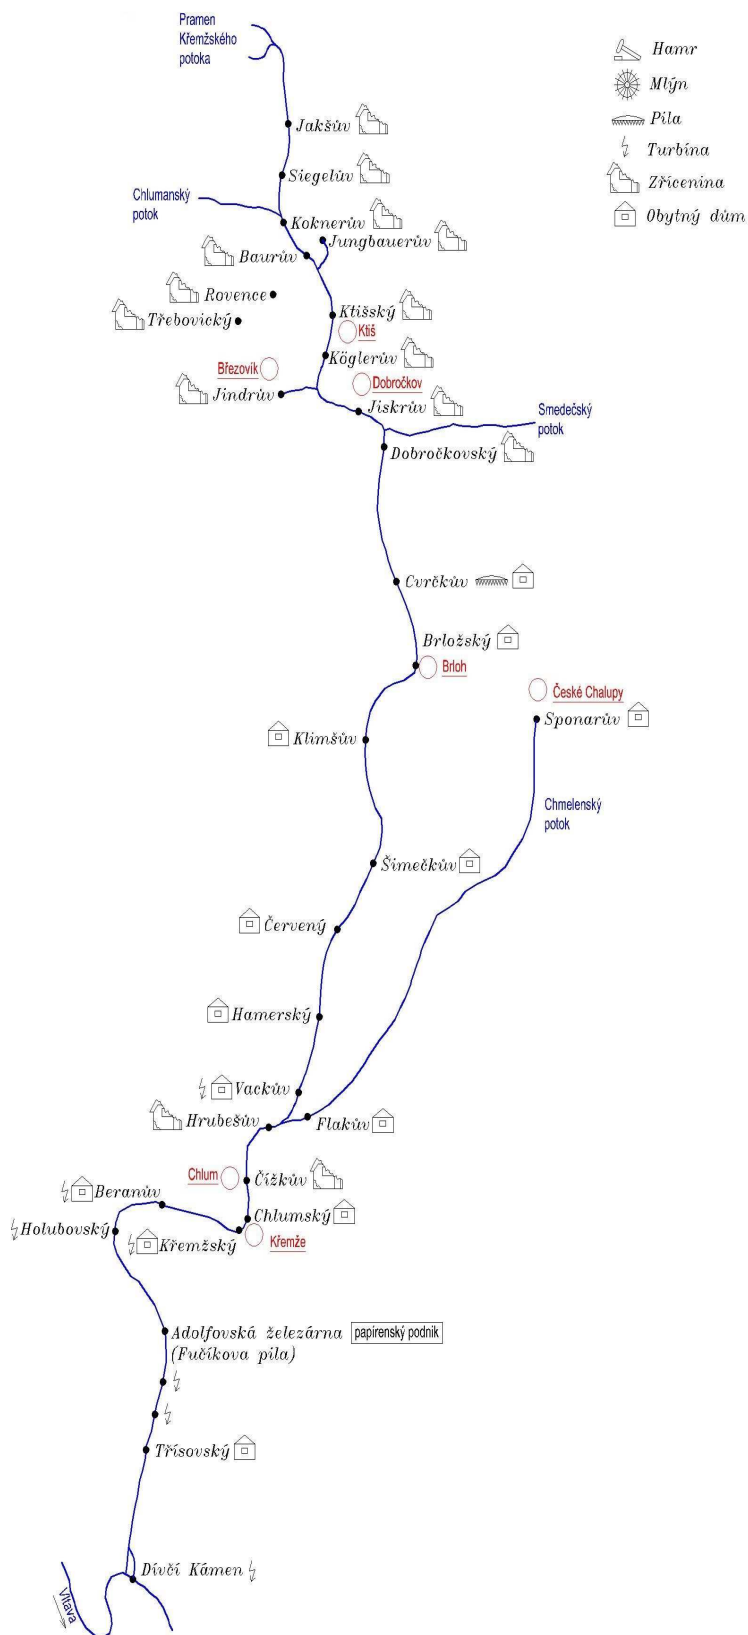 Pramen
Křemžského
potoka
Hamr
Mlýn
Pila
Turbína
Zřícenina
Obytný dům
Jakšův
Siegelův
Chlumanský
potok
Koknerův
Jungbauerův
Baurův
Rovence
Třebovický
Ktišský
Ktiš
Köglerův
Březovik
Dobročkov
Jindrův
Jiskrův
Smedečský
potok
Dobročkovský
Cvrčkův
Brložský
Brloh
České Chalupy
Sponarův
Klimšův
Chmelenský
potok
Šimečkův
Červený
Hamerský
Vackův
Hrubešův
Flakův
Chlum
Čížkův
Beranův
Chlumský
Holubovský
Křemžský
Křemže
Adolfovská železárna papírenský podnik
(Fučíkova pila)
Třísovský
Dívčí Kámen
Vltava